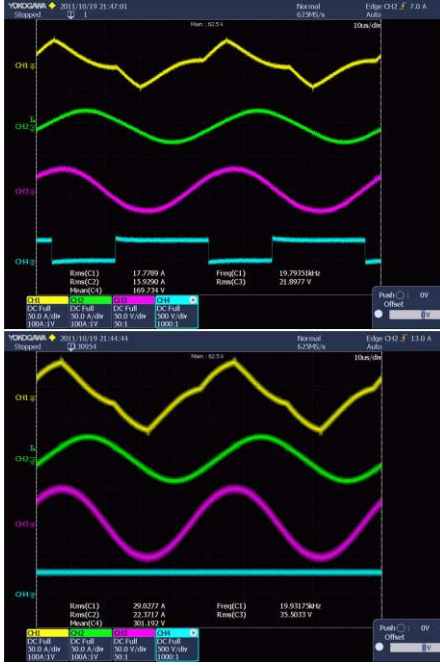 YOKOGAWA ◆ 2011/10/19 21:47:01 Normal Edge CH2 7.0 A
Stopped 1 625MS/s Auto
Main : 62.5 k 10us/div
CH1
CH2
CH3
CH4
Rms(C1) 17.7789 A Freq(C1) 19.79351kHz
Rms(C2) 15.9290 A Rms(C3) 21.8977 V
Mean(C4) 169.734 V
CH1 CH2 CH3 CH4
DC Full DC Full DC Full DC Full
50.0 A/div 50.0 A/div 50.0 V/div 500 V/div
100A:1V 100A:1V 50:1 1000:1
Push : Offset
0V
YOKOGAWA ◆ 2011/10/19 21:44:44 Normal Edge CH2 13.0 A
Stopped 30954 625MS/s Auto
Main : 62.5 k 10us/div
CH1
CH2
CH3
CH4
Rms(C1) 29.0277 A Freq(C1) 19.93175kHz
Rms(C2) 22.3717 A Rms(C3) 35.5033 V
Mean(C4) 301.192 V
CH1 CH2 CH3 CH4
DC Full DC Full DC Full DC Full
50.0 A/div 50.0 A/div 50.0 V/div 500 V/div
100A:1V 100A:1V 50:1 1000:1
Push : Offset
0V